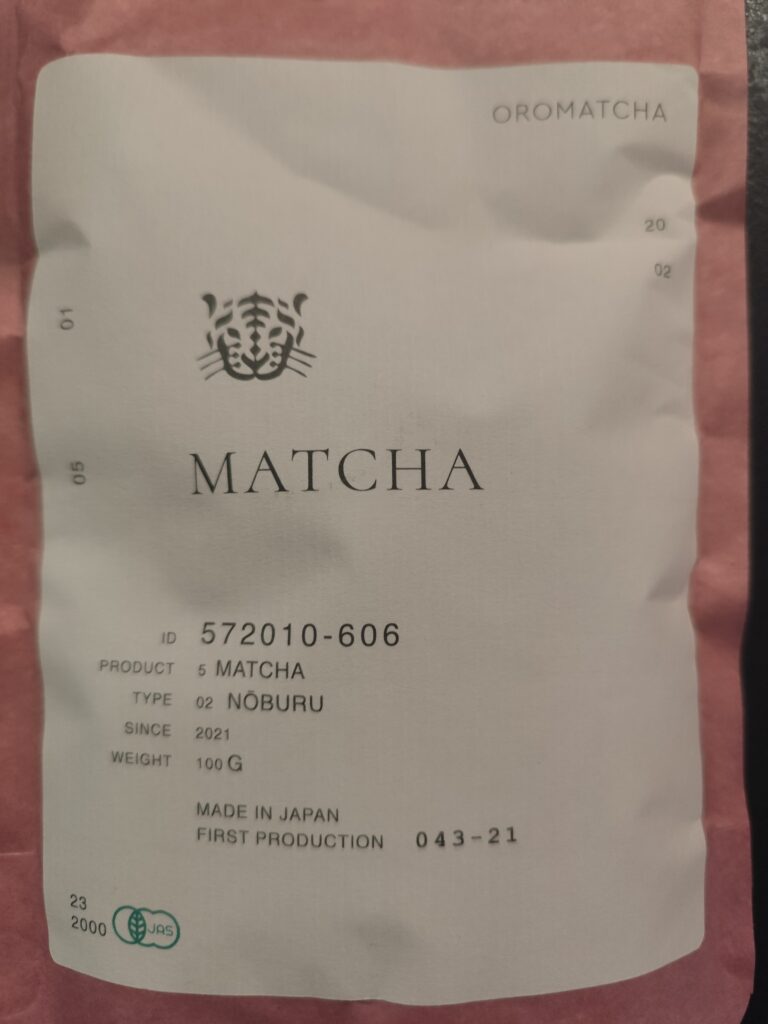 OROMATCHA
20
02
01
05
MATCHA
ID 572010-606
PRODUCT 5 MATCHA
TYPE 02 NŌBURU
SINCE 2021
WEIGHT 100 G
MADE IN JAPAN
FIRST PRODUCTION 043-21
23
2000 JAS